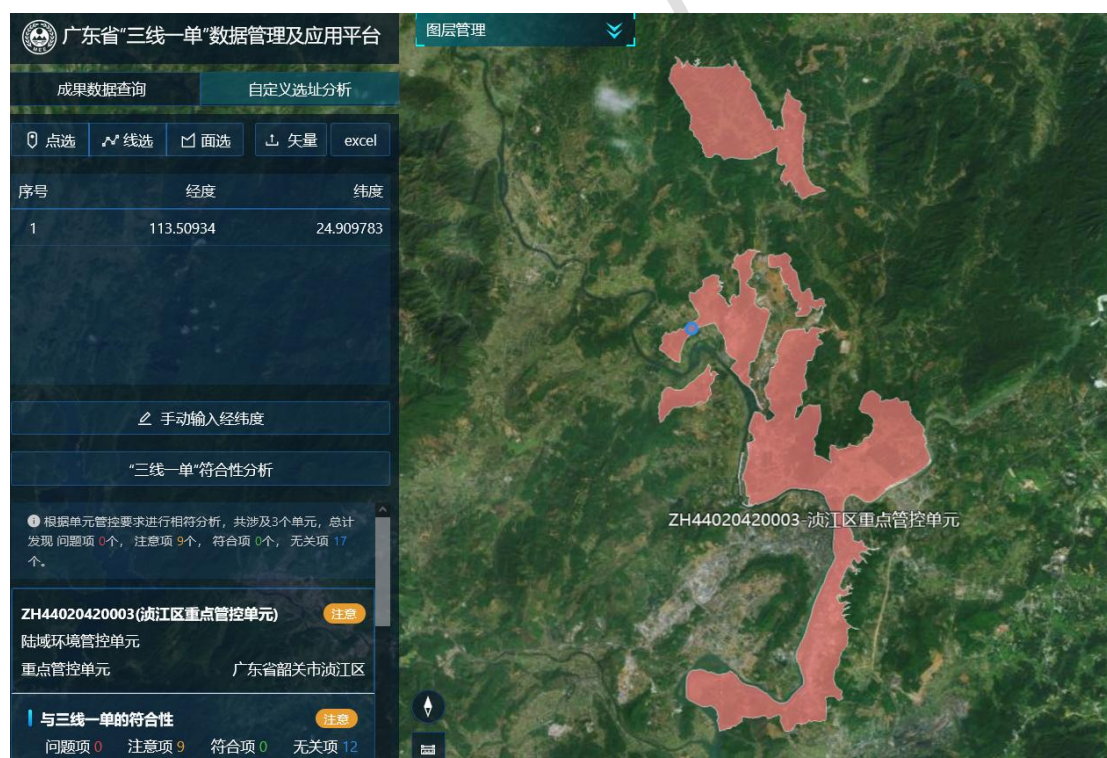 广东省“三线一单”数据管理及应用平台
图层管理
成果数据查询 自定义选址分析
点选 线选 面选 矢量 excel
序号 经度 纬度
1 113.50934 24.909783
手动输入经纬度
“三线一单”符合性分析
根据单元管控要求进行相符分析，共涉及3个单元，总计
发现 问题项 0个， 注意项 9个， 符合项 0个， 无关项 17
个。
ZH44020420003(浈江区重点管控单元) 注意
陆域环境管控单元
重点管控单元 广东省韶关市浈江区
与三线一单的符合性 注意
问题项 0 注意项 9 符合项 0 无关项 12
ZH44020420003-浈江区重点管控单元